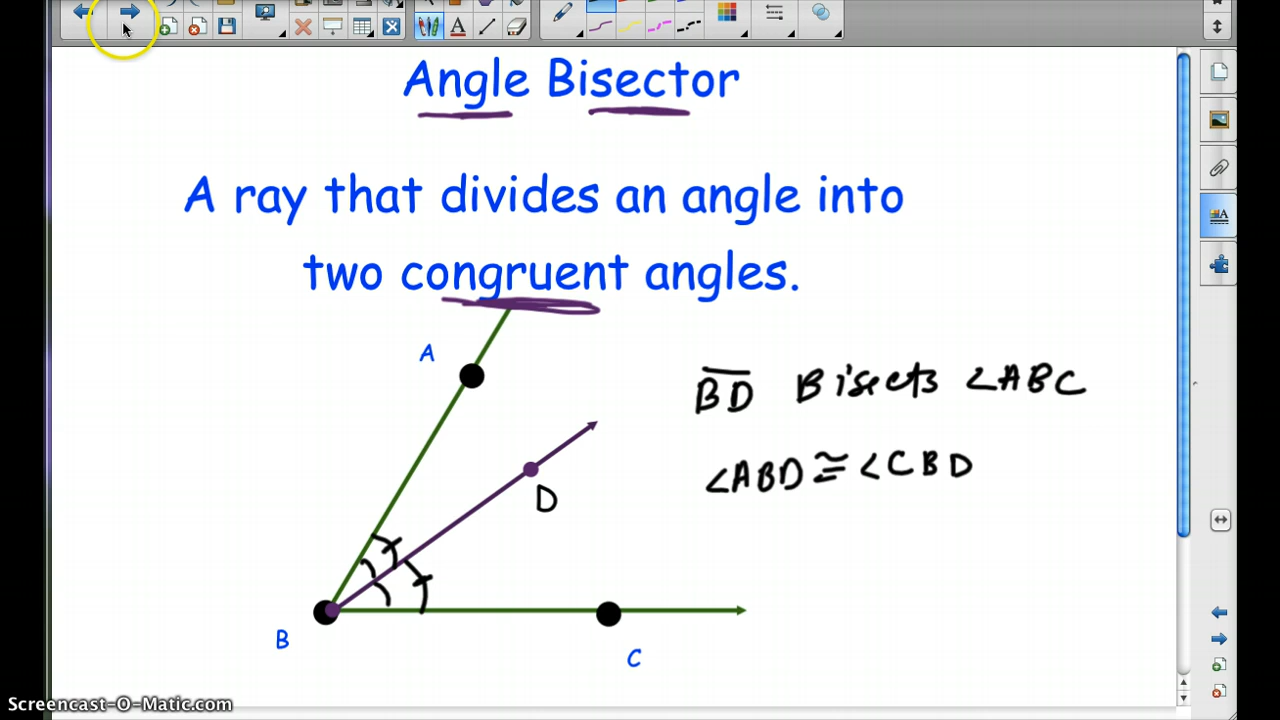 Angle Bisector
A ray that divides an angle into
two congruent angles.
A
BD Bisects ∠ABC
∠ABD ≅ ∠CBD
D
B
C
Screencast-O-Matic.com